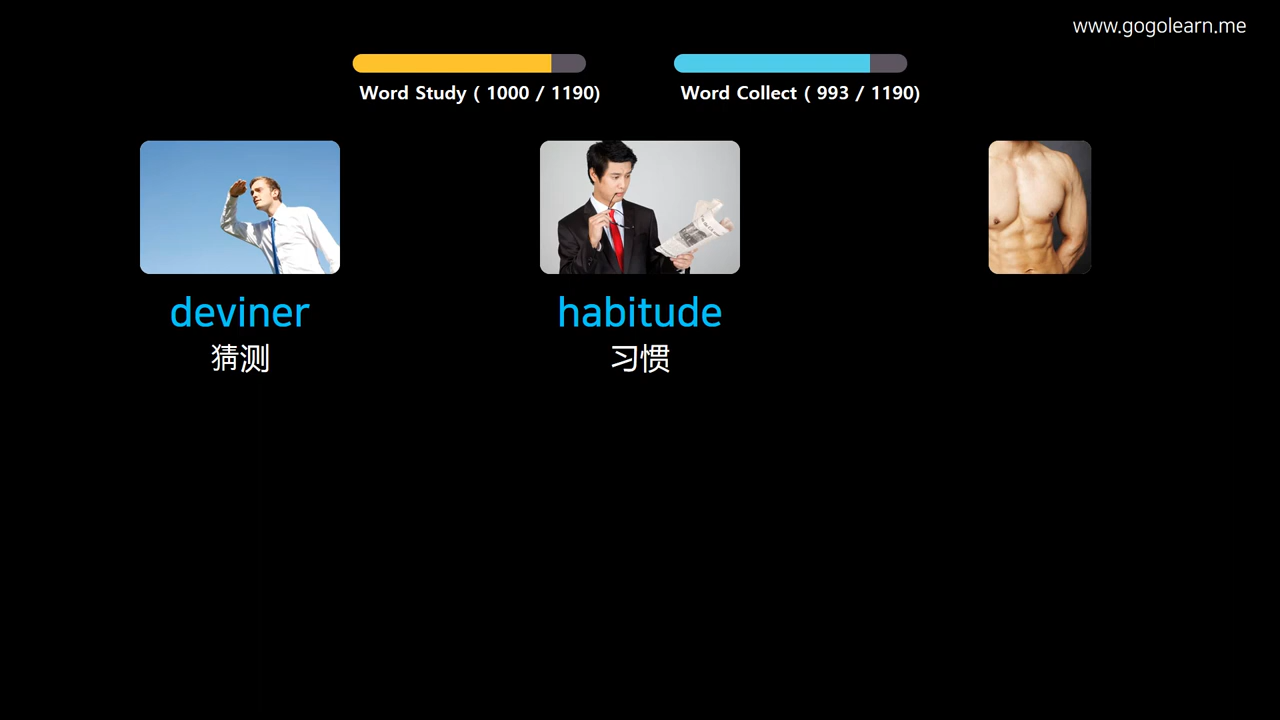 www.gogolearn.me
Word Study ( 1000 / 1190)
Word Collect ( 993 / 1190)
deviner
habitude
猜测
习惯